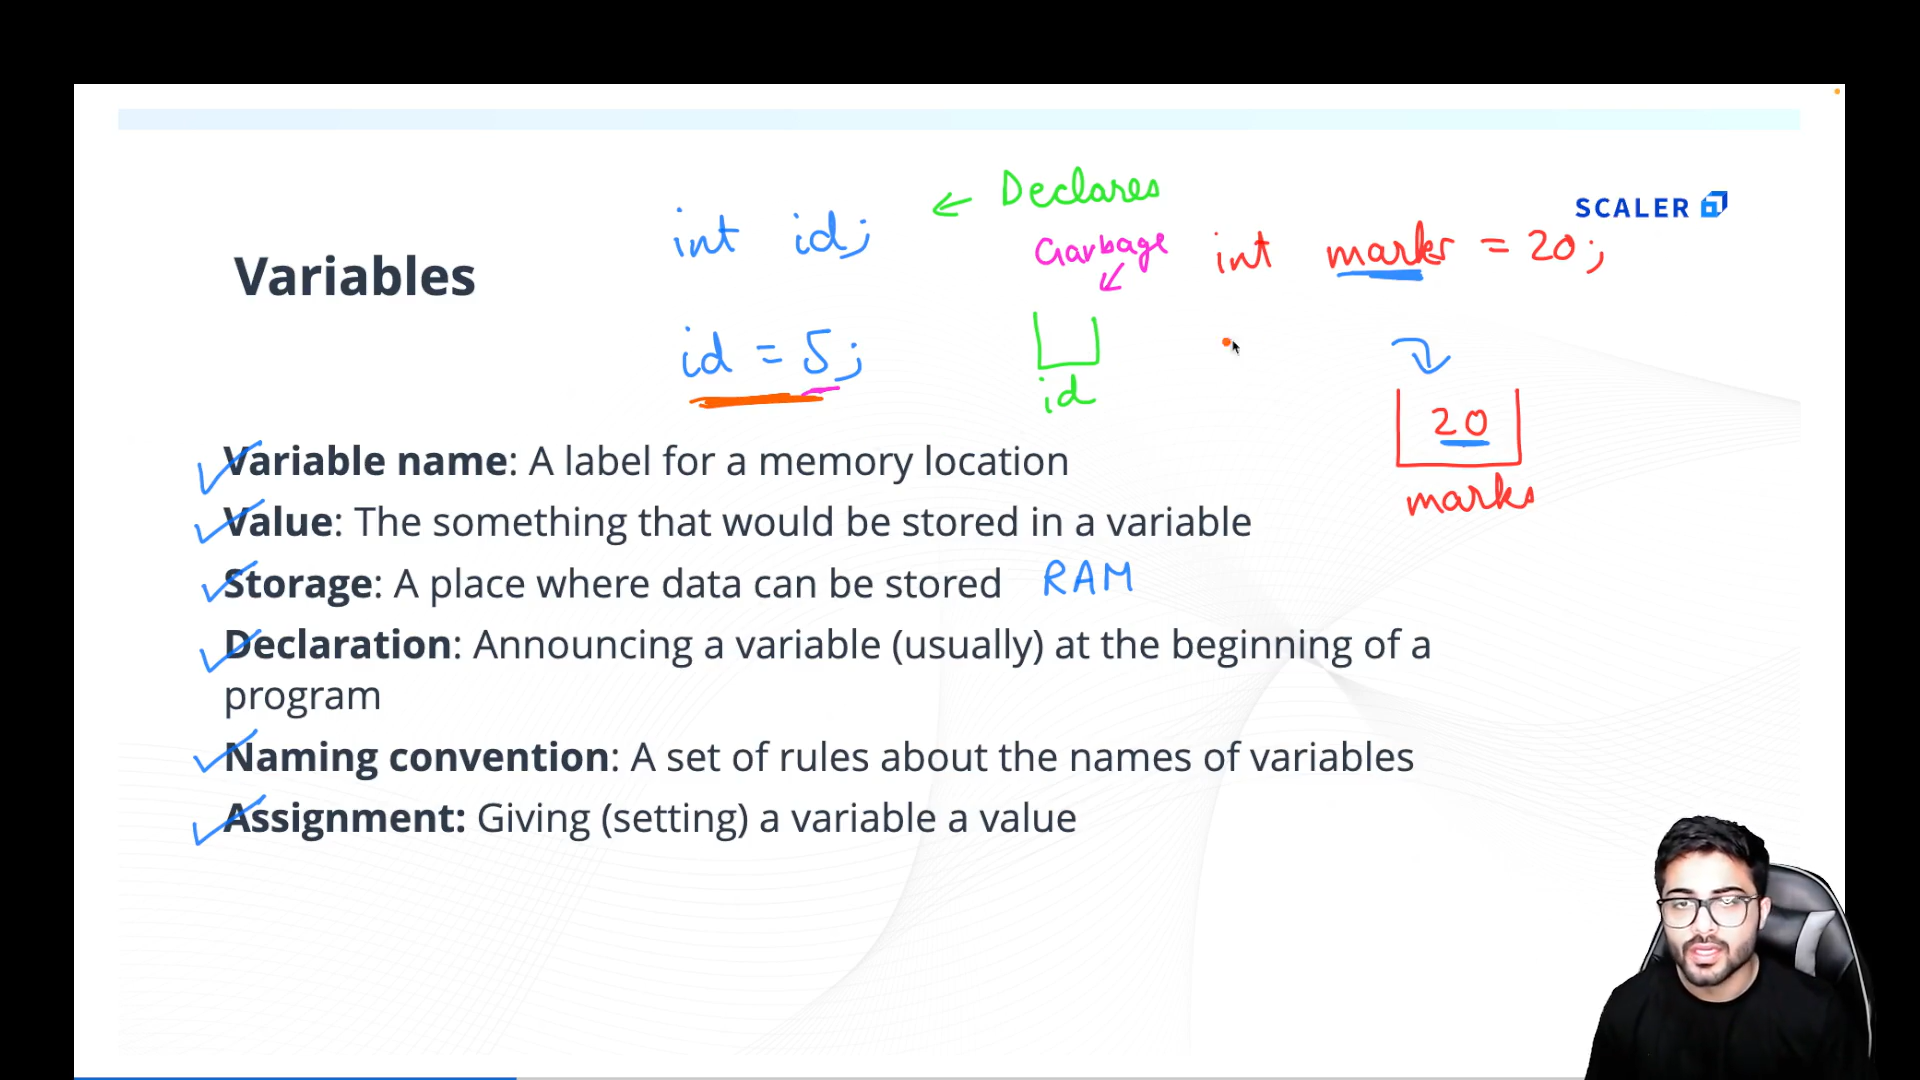 ← Declares
SCALER
int id;
Garbage
int marks = 20;
Variables
id = 5;
id
20
marks
Variable name: A label for a memory location
Value: The something that would be stored in a variable
Storage: A place where data can be stored RAM
Declaration: Announcing a variable (usually) at the beginning of a
program
Naming convention: A set of rules about the names of variables
Assignment: Giving (setting) a variable a value